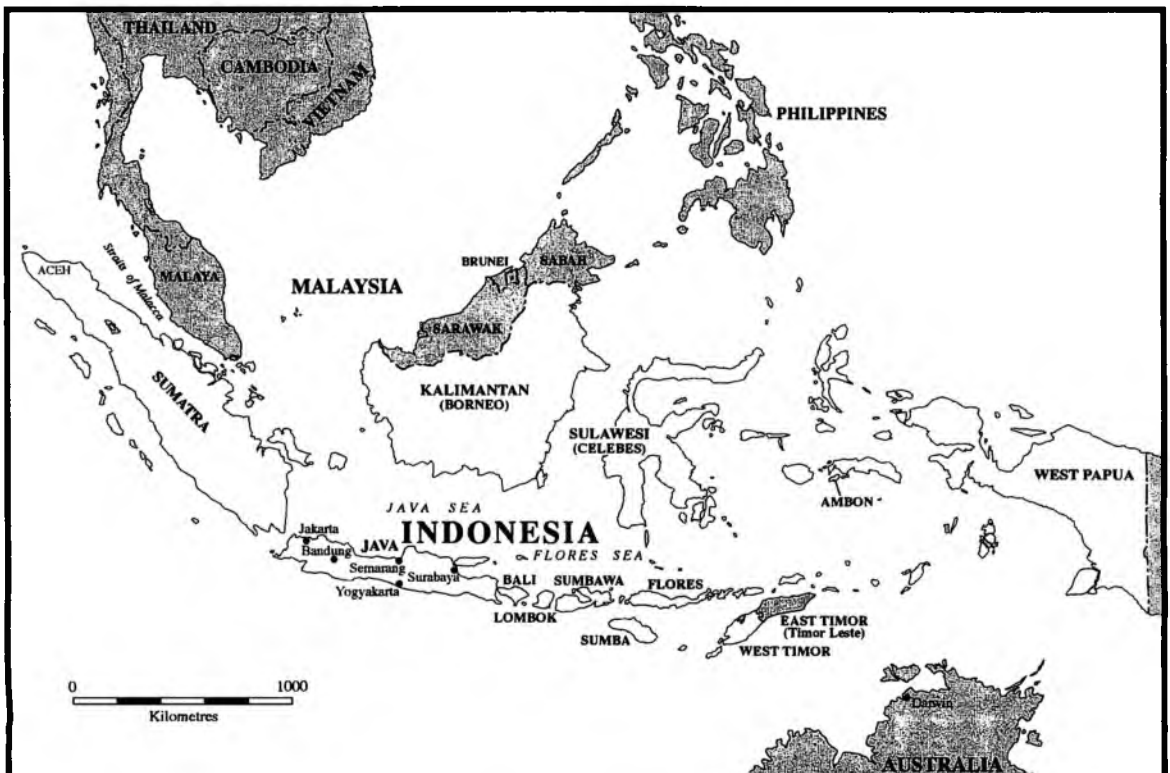 THAILAND
CAMBODIA
VIETNAM
PHILIPPINES
ACEH
Straits of Malacca
MALAYA
MALAYSIA
BRUNEI
SABAH
SARAWAK
SUMATRA
KALIMANTAN
(BORNEO)
SULAWESI
(CELEBES)
WEST PAPUA
AMBON
JAVA SEA
INDONESIA
FLORES SEA
Jakarta
Bandung
JAVA
Semarang
Surabaya
Yogyakarta
BALI
SUMBAWA
FLORES
LOMBOK
SUMBA
EAST TIMOR
(Timor Leste)
WEST TIMOR
0 1000
Kilometres
Darwin
AUSTRALIA